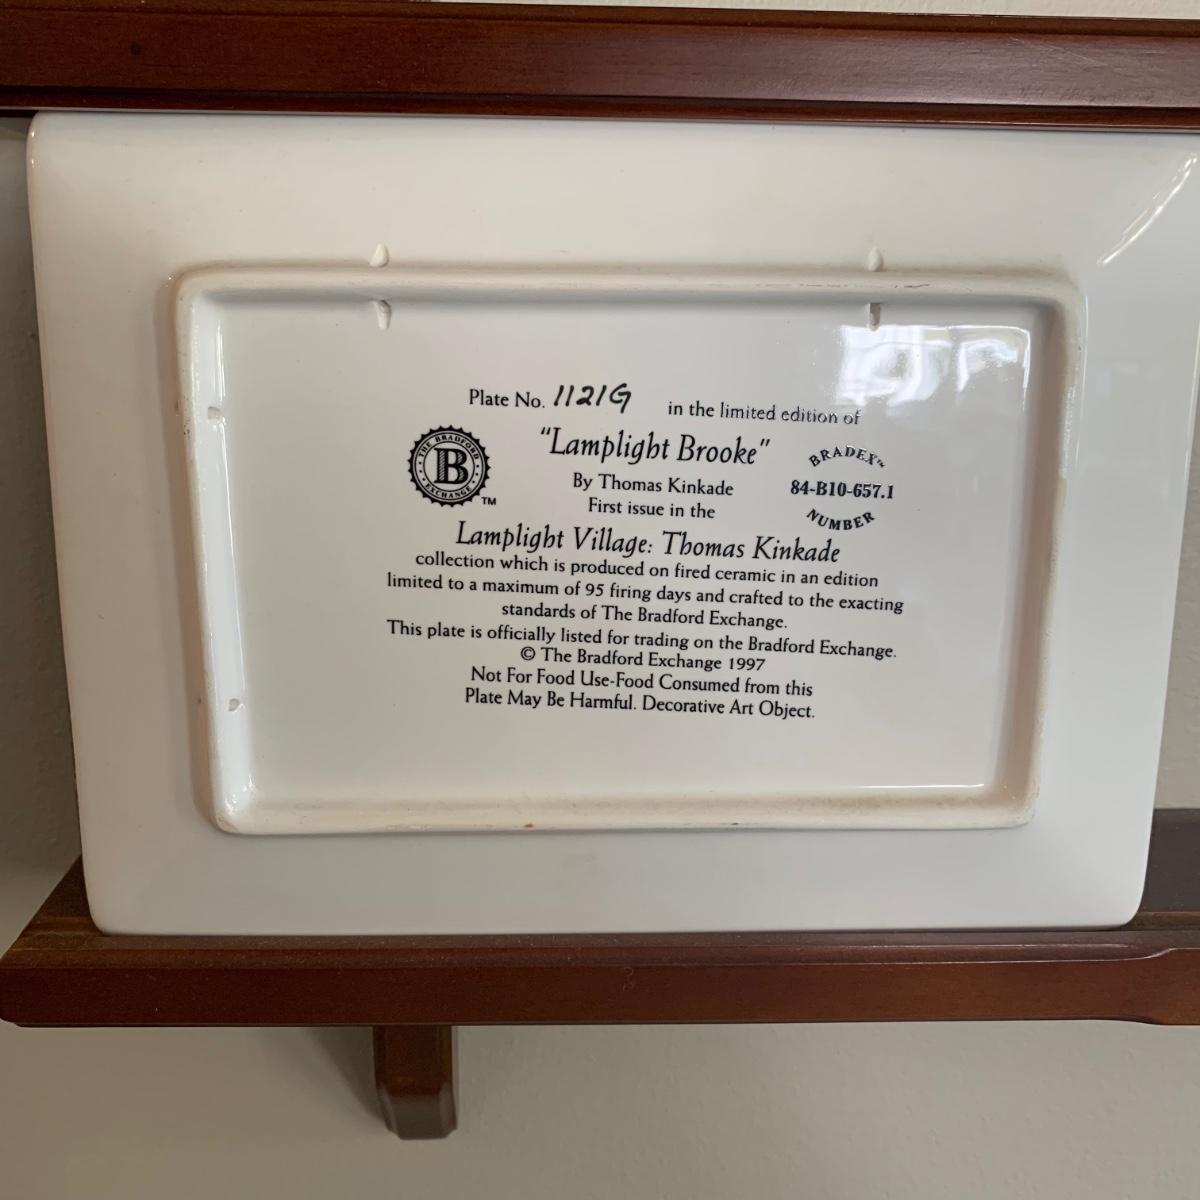 Plate No. 1121G in the limited edition of
"Lamplight Brooke"
By Thomas Kinkade
First issue in the
Lamplight Village: Thomas Kinkade
collection which is produced on fired ceramic in an edition
limited to a maximum of 95 firing days and crafted to the exacting
standards of The Bradford Exchange.
This plate is officially listed for trading on the Bradford Exchange.
© The Bradford Exchange 1997
Not For Food Use-Food Consumed from this
Plate May Be Harmful. Decorative Art Object.
THE BRADFORD
B
EXCHANGE
TM
BRADEX™
84-B10-657.1
NUMBER